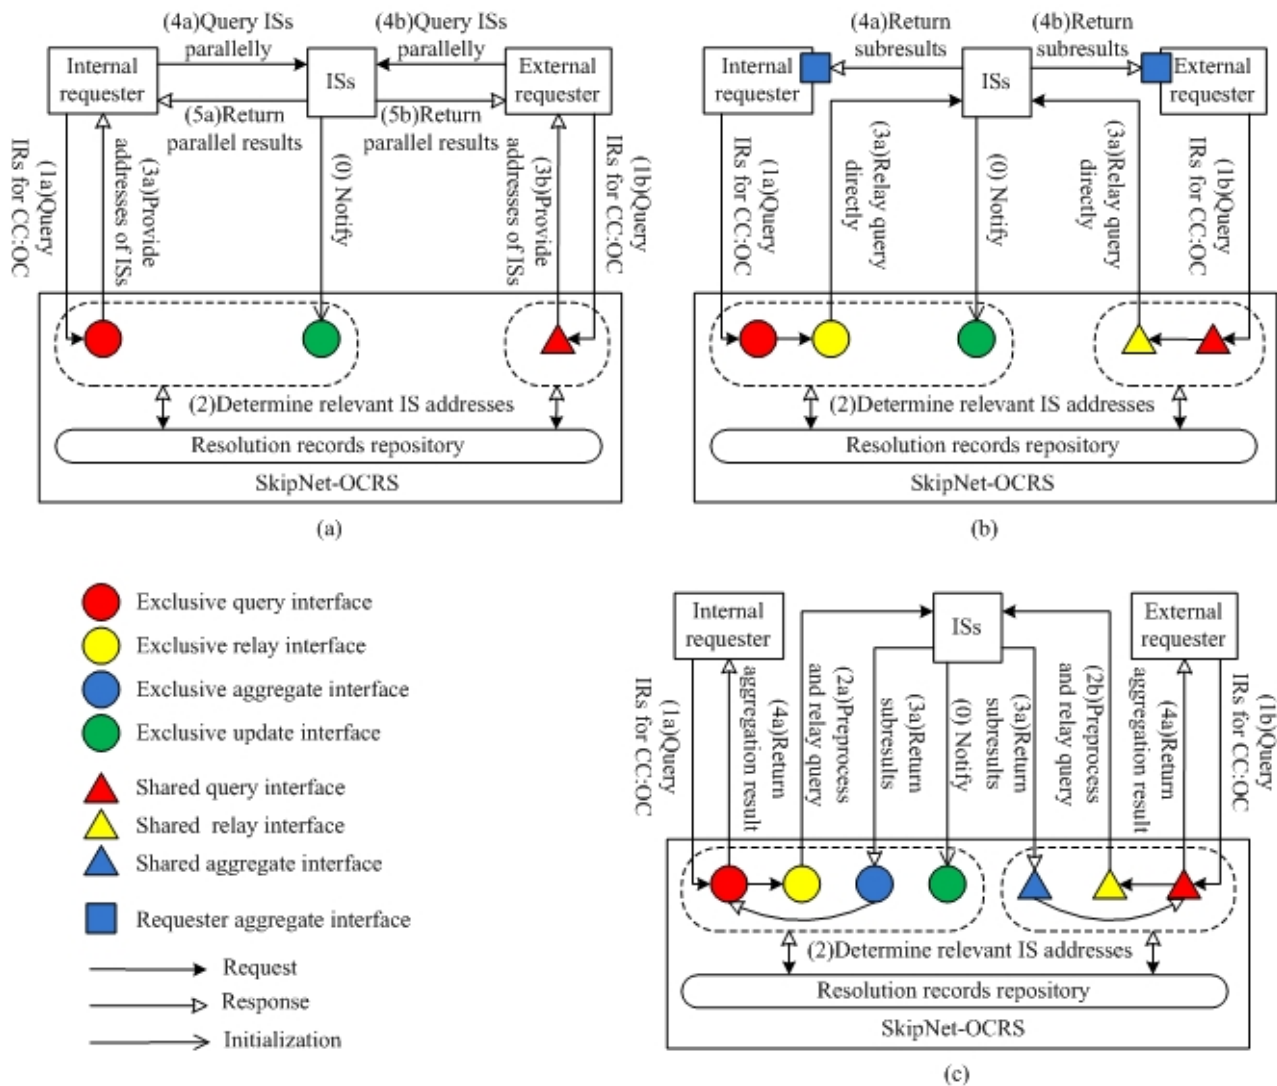 (4a)Query ISs
parallelly
(4b)Query ISs
parallelly
Internal
requester
ISs
External
requester
(5a)Return
parallel results
(5b)Return
parallel results
(1a)Query
IRs for CC:OC
(3a)Provide
addresses of ISs
(0) Notify
(3b)Provide
addresses of ISs
(1b)Query
IRs for CC:OC
(2)Determine relevant IS addresses
Resolution records repository
SkipNet-OCRS
(a)
(4a)Return
subresults
(4b)Return
subresults
Internal
requester
ISs
External
requester
(1a)Query
IRs for CC:OC
(3a)Relay query
directly
(0) Notify
(3a)Relay query
directly
(1b)Query
IRs for CC:OC
(2)Determine relevant IS addresses
Resolution records repository
SkipNet-OCRS
(b)
Exclusive query interface
Exclusive relay interface
Exclusive aggregate interface
Exclusive update interface
Shared query interface
Shared relay interface
Shared aggregate interface
Requester aggregate interface
Request
Response
Initialization
Internal
requester
ISs
External
requester
(1a)Query
IRs for CC:OC
(4a)Return
aggregation result
(2a)Preprocess
and relay query
(3a)Return
subresults
(0) Notify
(3a)Return
subresults
(2b)Preprocess
and relay query
(4a)Return
aggregation result
(1b)Query
IRs for CC:OC
(2)Determine relevant IS addresses
Resolution records repository
SkipNet-OCRS
(c)